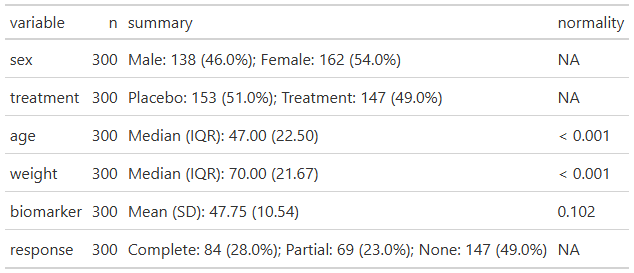 variable n summary normality
sex 300 Male: 138 (46.0%); Female: 162 (54.0%) NA
treatment 300 Placebo: 153 (51.0%); Treatment: 147 (49.0%) NA
age 300 Median (IQR): 47.00 (22.50) < 0.001
weight 300 Median (IQR): 70.00 (21.67) < 0.001
biomarker 300 Mean (SD): 47.75 (10.54) 0.102
response 300 Complete: 84 (28.0%); Partial: 69 (23.0%); None: 147 (49.0%) NA